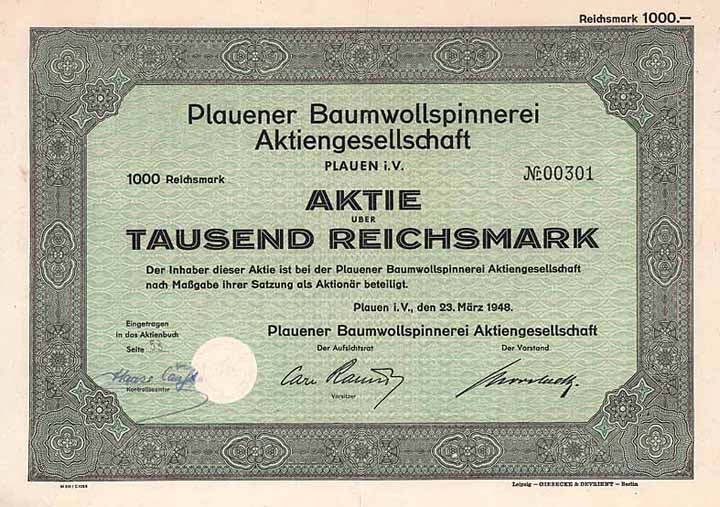 Reichsmark 1000.—
Plauener Baumwollspinnerei
Aktiengesellschaft
PLAUEN i.V.
1000 Reichsmark
№ 00301
AKTIE
ÜBER
TAUSEND REICHSMARK
Der Inhaber dieser Aktie ist bei der Plauener Baumwollspinnerei Aktiengesellschaft
nach Maßgabe ihrer Satzung als Aktionär beteiligt.
Plauen i.V., den 23. März 1948.
Eingetragen
in das Aktienbuch
Seite 53
Plauener Baumwollspinnerei Aktiengesellschaft
Der Aufsichtsrat
Der Vorstand
Kontrollbeamter
Vorsitzer
Leipzig — GIESECKE & DEVRIENT — Berlin